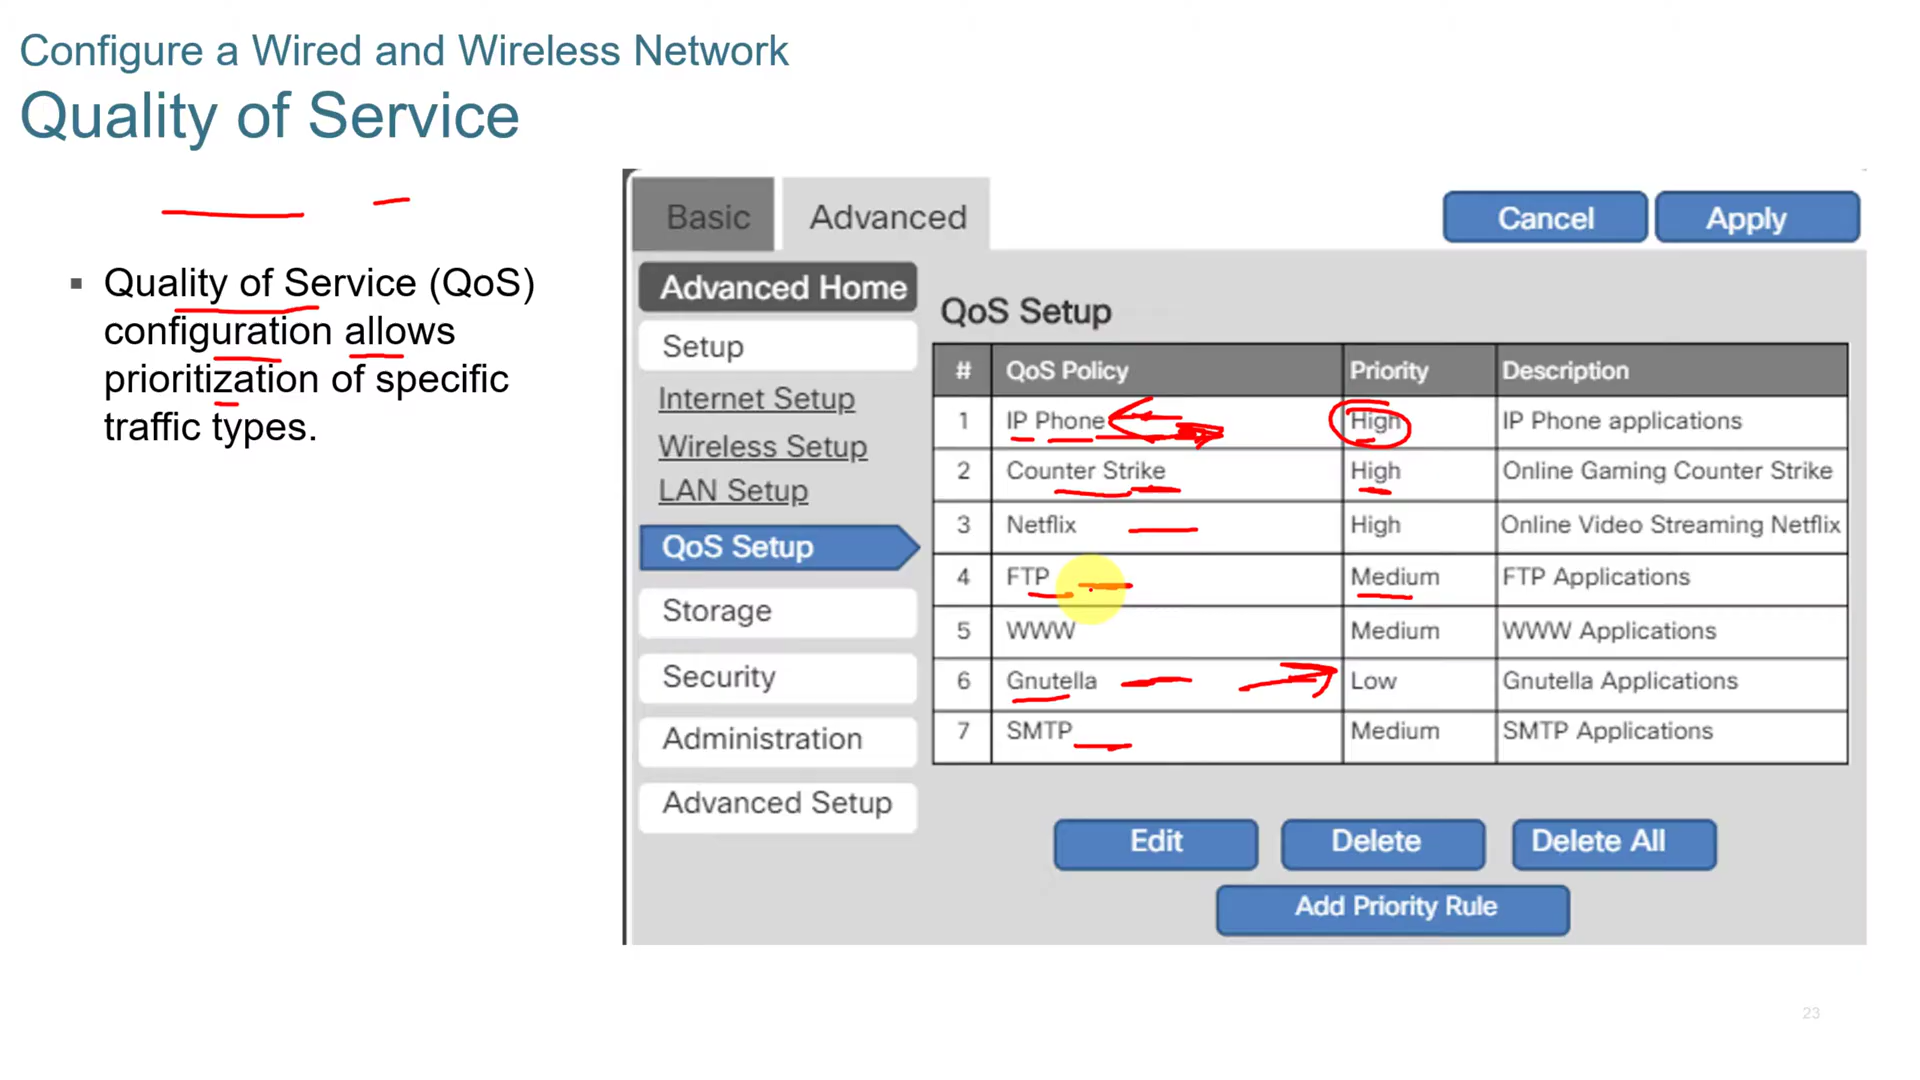 Configure a Wired and Wireless Network
Quality of Service
▪ Quality of Service (QoS)
configuration allows
prioritization of specific
traffic types.
Basic
Advanced
Cancel
Apply
Advanced Home
Setup
Internet Setup
Wireless Setup
LAN Setup
QoS Setup
Storage
Security
Administration
Advanced Setup
QoS Setup
# QoS Policy Priority Description
1 IP Phone High IP Phone applications
2 Counter Strike High Online Gaming Counter Strike
3 Netflix High Online Video Streaming Netflix
4 FTP Medium FTP Applications
5 WWW Medium WWW Applications
6 Gnutella Low Gnutella Applications
7 SMTP Medium SMTP Applications
Edit
Delete
Delete All
Add Priority Rule
23